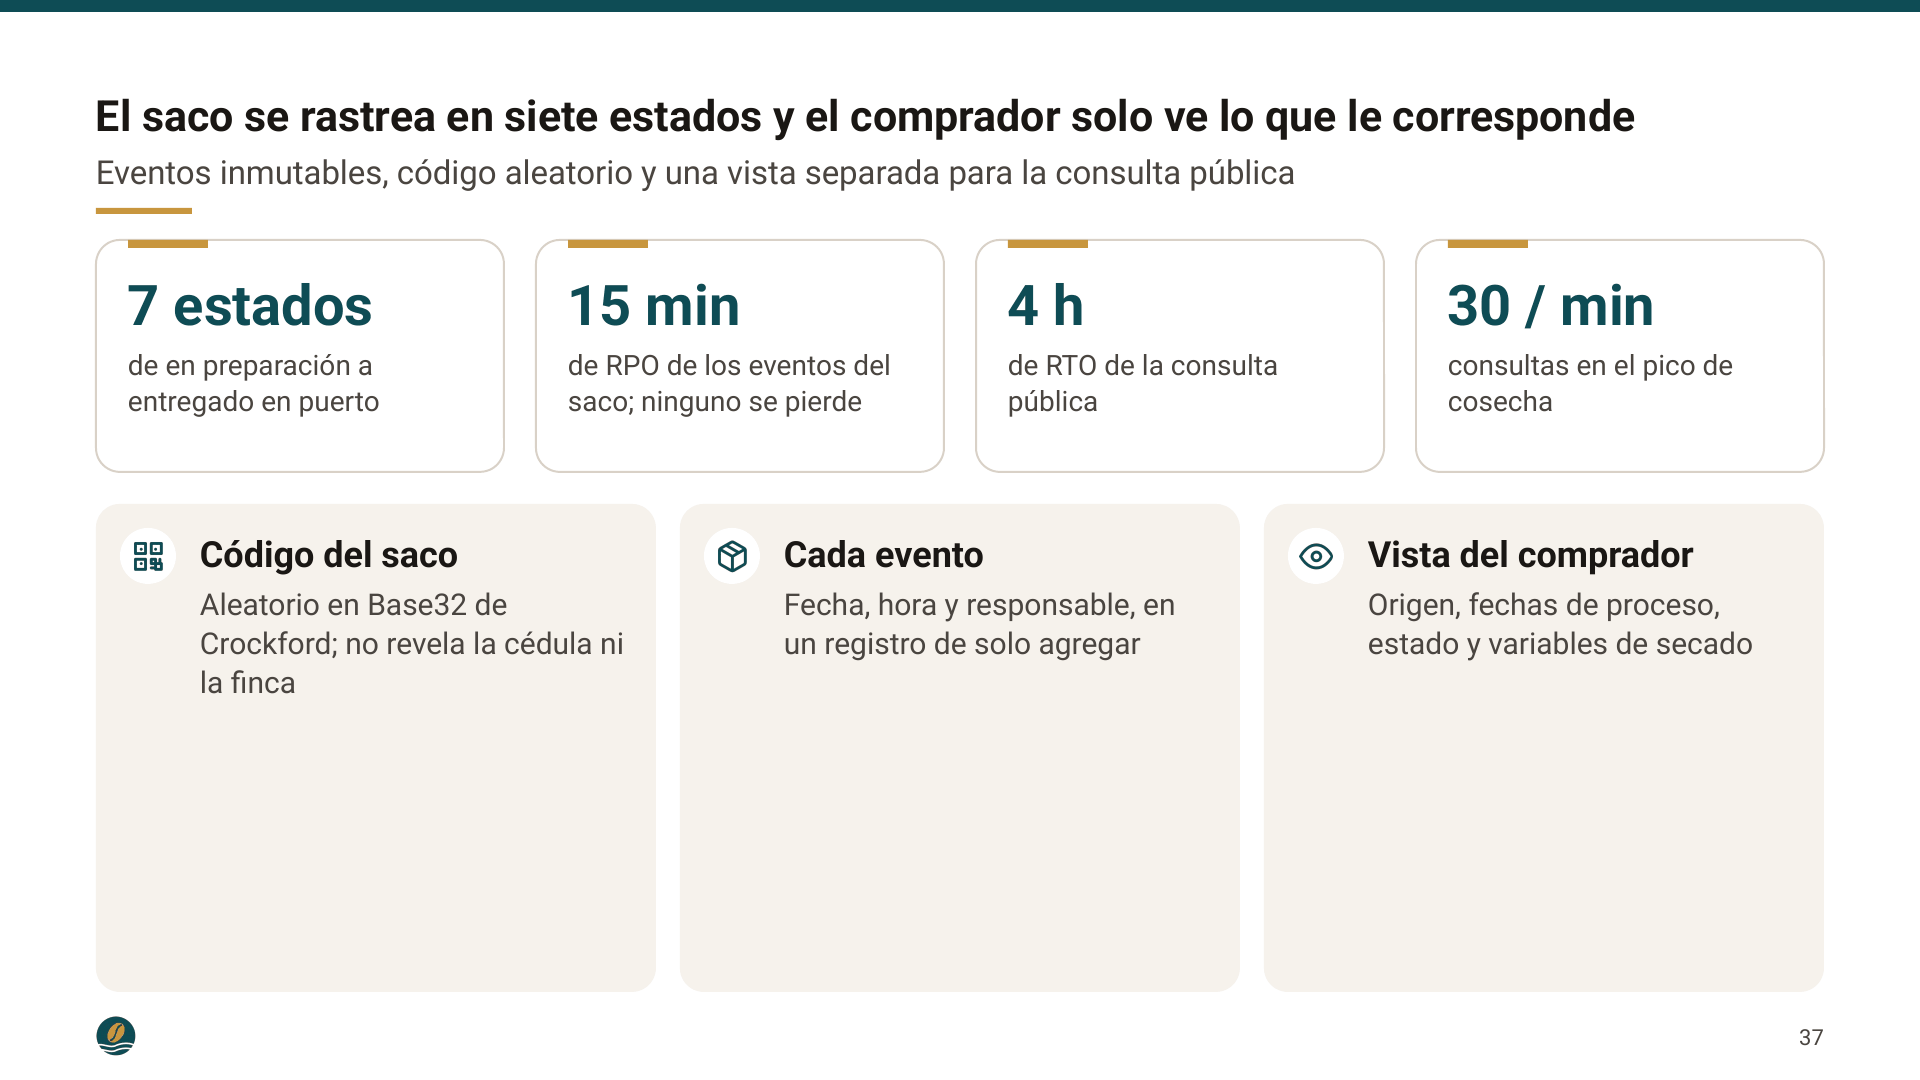 El saco se rastrea en siete estados y el comprador solo ve lo que le corresponde
Eventos inmutables, código aleatorio y una vista separada para la consulta pública
7 estados
de en preparación a
entregado en puerto
15 min
de RPO de los eventos del
saco; ninguno se pierde
4 h
de RTO de la consulta
pública
30 / min
consultas en el pico de
cosecha
Código del saco
Aleatorio en Base32 de
Crockford; no revela la cédula ni
la finca
Cada evento
Fecha, hora y responsable, en
un registro de solo agregar
Vista del comprador
Origen, fechas de proceso,
estado y variables de secado
37